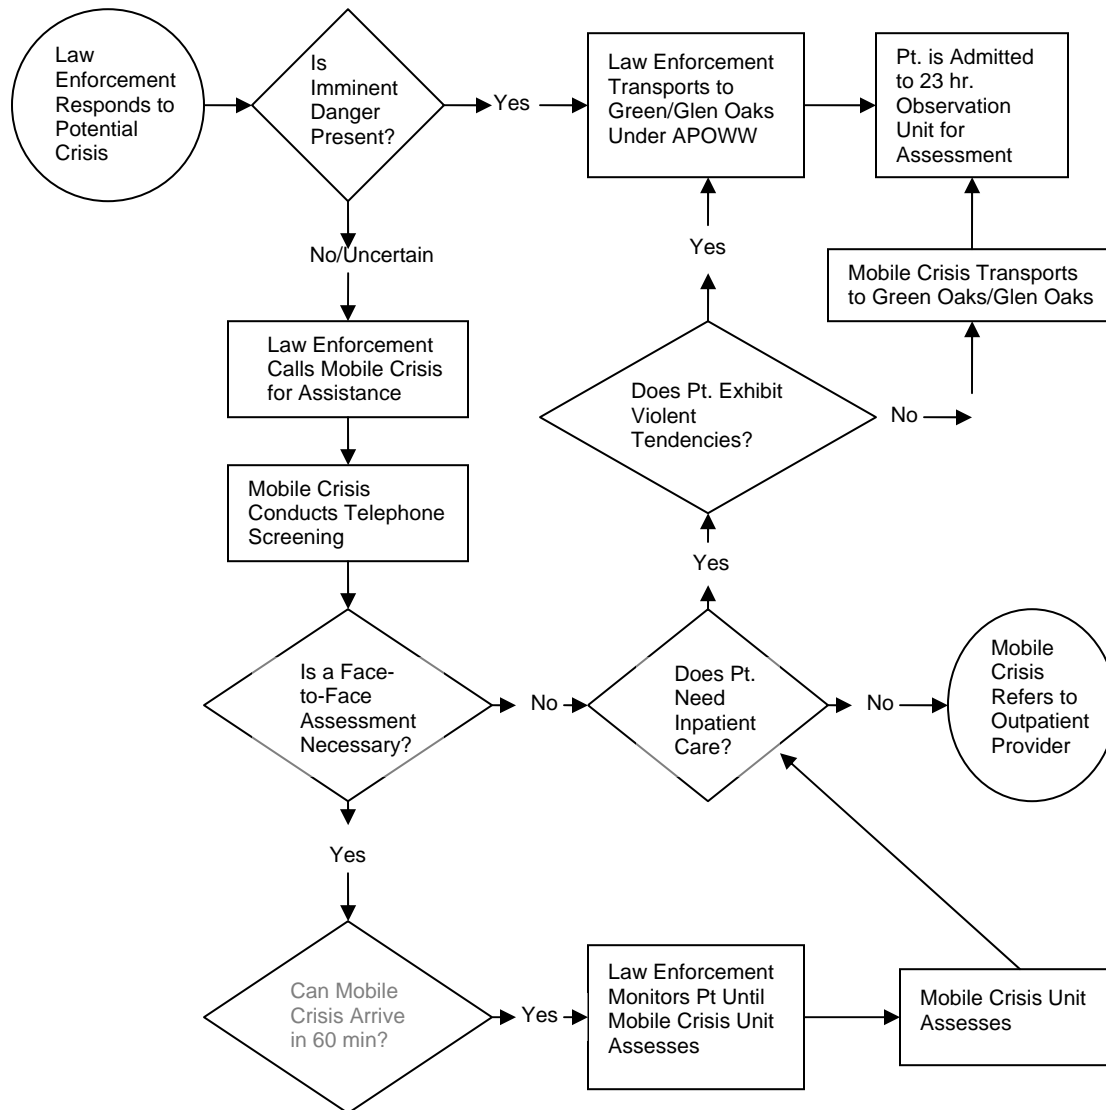 Law
Enforcement
Responds to
Potential
Crisis
Is
Imminent
Danger
Present?
Yes
Law Enforcement
Transports to
Green/Glen Oaks
Under APOWW
Pt. is Admitted
to 23 hr.
Observation
Unit for
Assessment
No/Uncertain
Yes
Mobile Crisis Transports
to Green Oaks/Glen Oaks
Law Enforcement
Calls Mobile Crisis
for Assistance
Does Pt. Exhibit
Violent
Tendencies?
No
Mobile Crisis
Conducts Telephone
Screening
Yes
Is a Face-
to-Face
Assessment
Necessary?
No
Does Pt.
Need
Inpatient
Care?
No
Mobile
Crisis
Refers to
Outpatient
Provider
Yes
Can Mobile
Crisis Arrive
in 60 min?
Yes
Law Enforcement
Monitors Pt Until
Mobile Crisis Unit
Assesses
Mobile Crisis Unit
Assesses